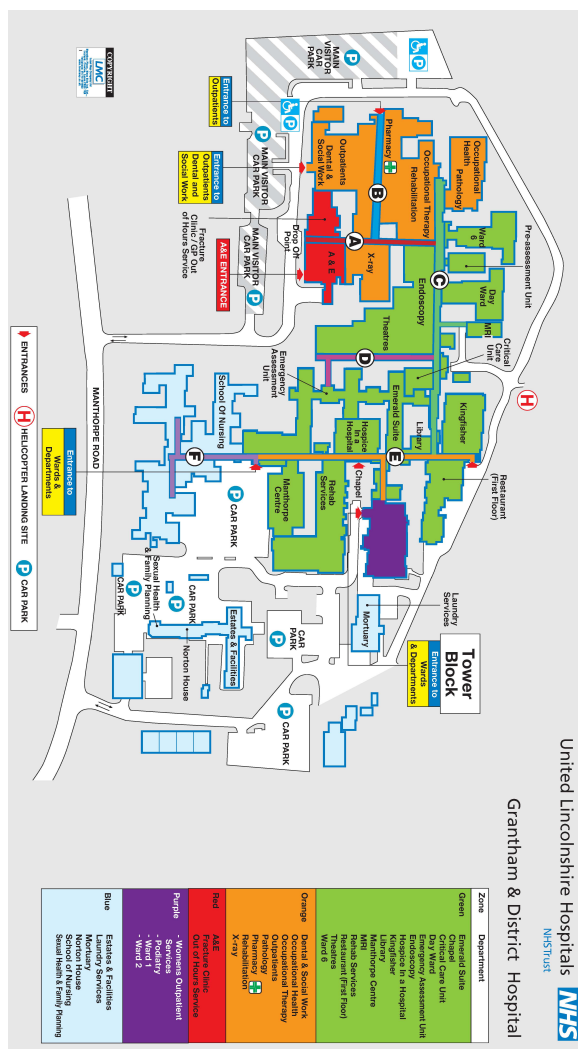 United Lincolnshire Hospitals
NHS
NHS Trust
Grantham & District Hospital
COPYRIGHT
LMC
MAIN
VISITOR
CAR
PARK
P
P
Entrance to
Outpatients
P
P
MAIN VISITOR
CAR PARK
Entrance to
Outpatients
Dental and
Social Work
Fracture
Clinic / GP Out
of Hours Service
Drop Off
Point
MAIN VISITOR
CAR PARK
P
A&E ENTRANCE
Pharmacy
Outpatients
Dental &
Social Work
Occupational Therapy
Rehabilitation
Occupational
Health
Pathology
B
A
A & E
X-ray
Ward
6
Pre-assessment Unit
C
Day
Ward
MRI
Endoscopy
Theatres
Critical
Care
Unit
D
Emergency
Assessment
Unit
H
Kingfisher
Library
Emerald Suite
Hospice
In a
Hospital
E
School Of Nursing
F
Restaurant
(First Floor)
Chapel
Rehab
Services
Manthorpe
Centre
Entrance to
Wards &
Departments
MANTHORPE ROAD
P
CAR PARK
Sexual Health
& Family Planning
P
CAR PARK
P
CAR PARK
Norton House
Estates & Facilities
CAR
PARK
P
P
CAR PARK
Laundry
Services
Mortuary
Tower
Block
Entrance to
Wards
& Departments
ENTRANCES
H
HELICOPTER LANDING SITE
P
CAR PARK
Zone
Department
Green
Emerald Suite
Chapel
Critical Care Unit
Day Ward
Emergency Assessment Unit
Endoscopy
Hospice In a Hospital
Kingfisher
Library
Manthorpe Centre
MRI
Rehab Services
Restaurant (First Floor)
Theatres
Ward 6
Orange
Dental & Social Work
Occupational Health
Occupational Therapy
Outpatients
Pathology
Pharmacy
Rehabilitation
X-ray
Red
A&E
Fracture Clinic
Out of Hours Service
Purple
- Womens Outpatient
- Services
- Podiatry
- Ward 1
- Ward 2
Blue
Estates & Facilities
Laundry Services
Mortuary
Norton House
School of Nursing
Sexual Health & Family Planning